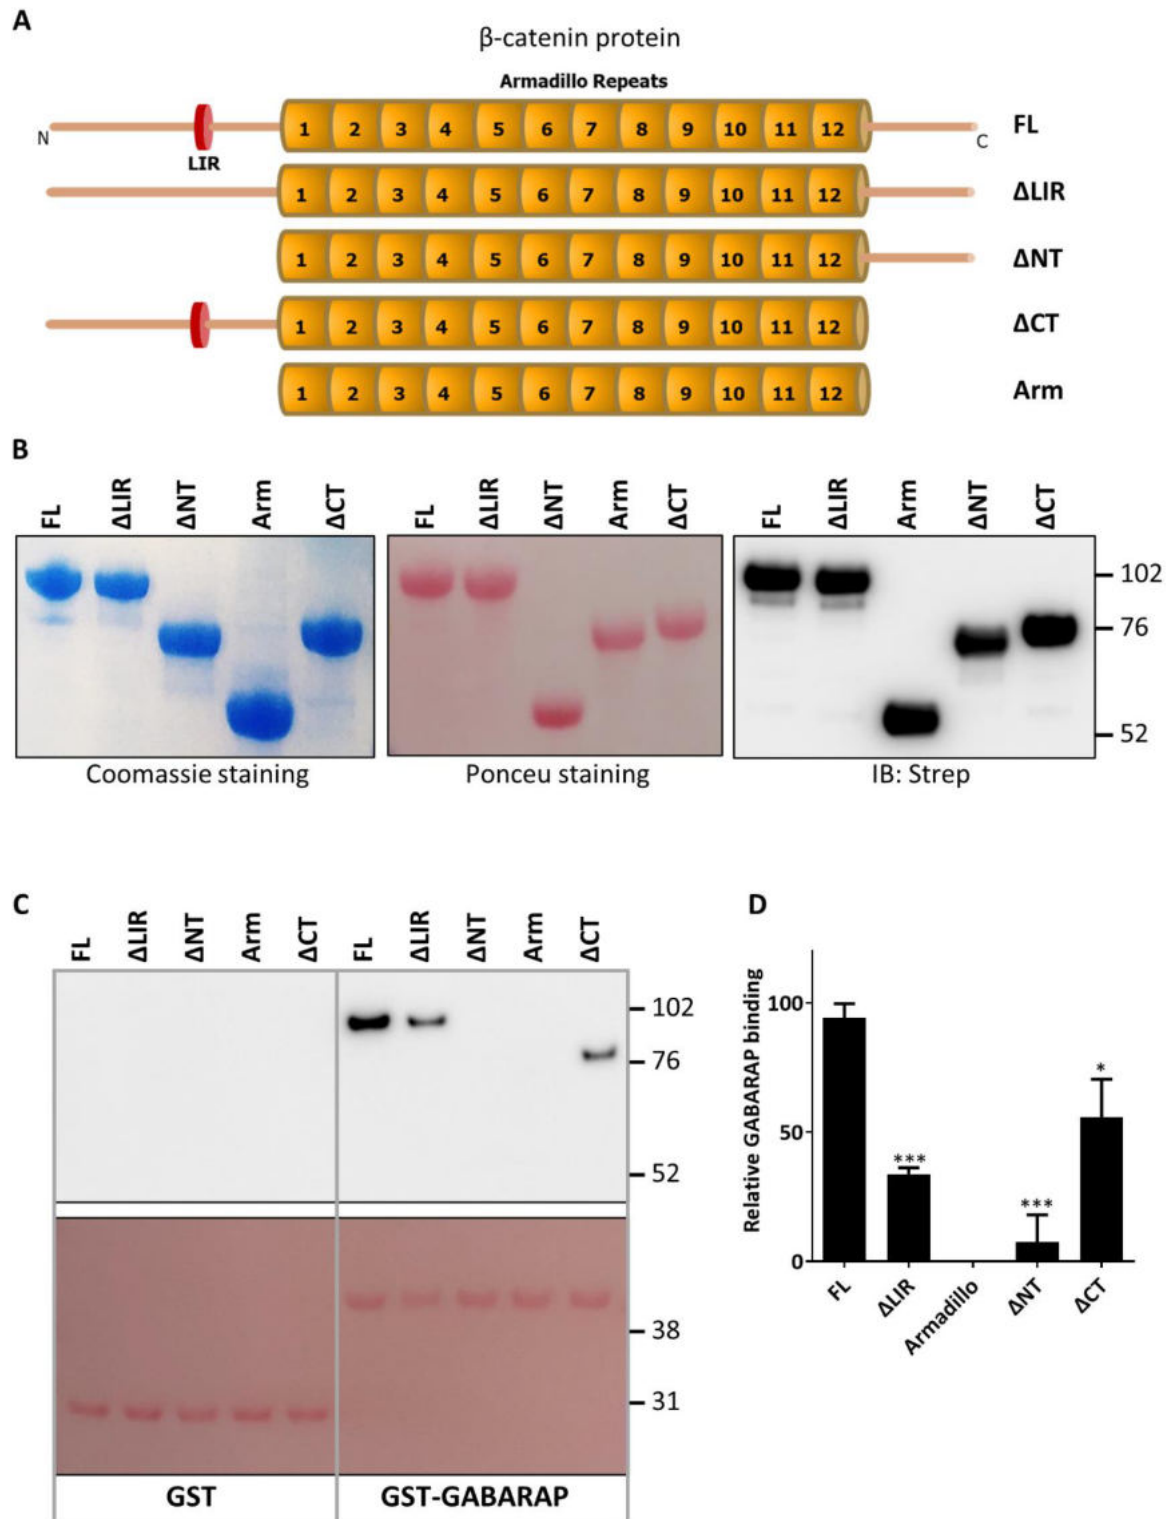 A
β-catenin protein
Armadillo Repeats
N
LIR
1 2 3 4 5 6 7 8 9 10 11 12
C
FL
1 2 3 4 5 6 7 8 9 10 11 12
ΔLIR
1 2 3 4 5 6 7 8 9 10 11 12
ΔNT
1 2 3 4 5 6 7 8 9 10 11 12
ΔCT
1 2 3 4 5 6 7 8 9 10 11 12
Arm
B
FL ΔLIR ΔNT Arm ΔCT
Coomassie staining
FL ΔLIR ΔNT Arm ΔCT
Ponceu staining
FL ΔLIR Arm ΔNT ΔCT
102
76
52
IB: Strep
C
FL ΔLIR ΔNT Arm ΔCT
FL ΔLIR ΔNT Arm ΔCT
102
76
52
38
31
GST
GST-GABARAP
D
Relative GABARAP binding
100
50
0
***
***
*
FL
ΔLIR
Armadillo
ΔNT
ΔCT